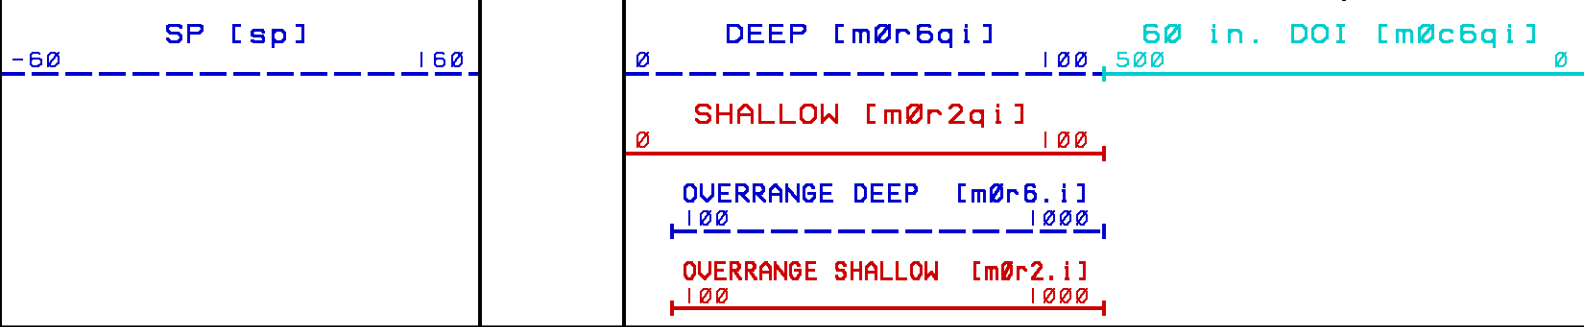 SP [sp]
-60 160
DEEP [m0r6qi]
0 100
60 in. DOI [m0c6qi]
500 0
SHALLOW [m0r2qi]
0 100
OVERRANGE DEEP [m0r6.i]
100 1000
OVERRANGE SHALLOW [m0r2.i]
100 1000